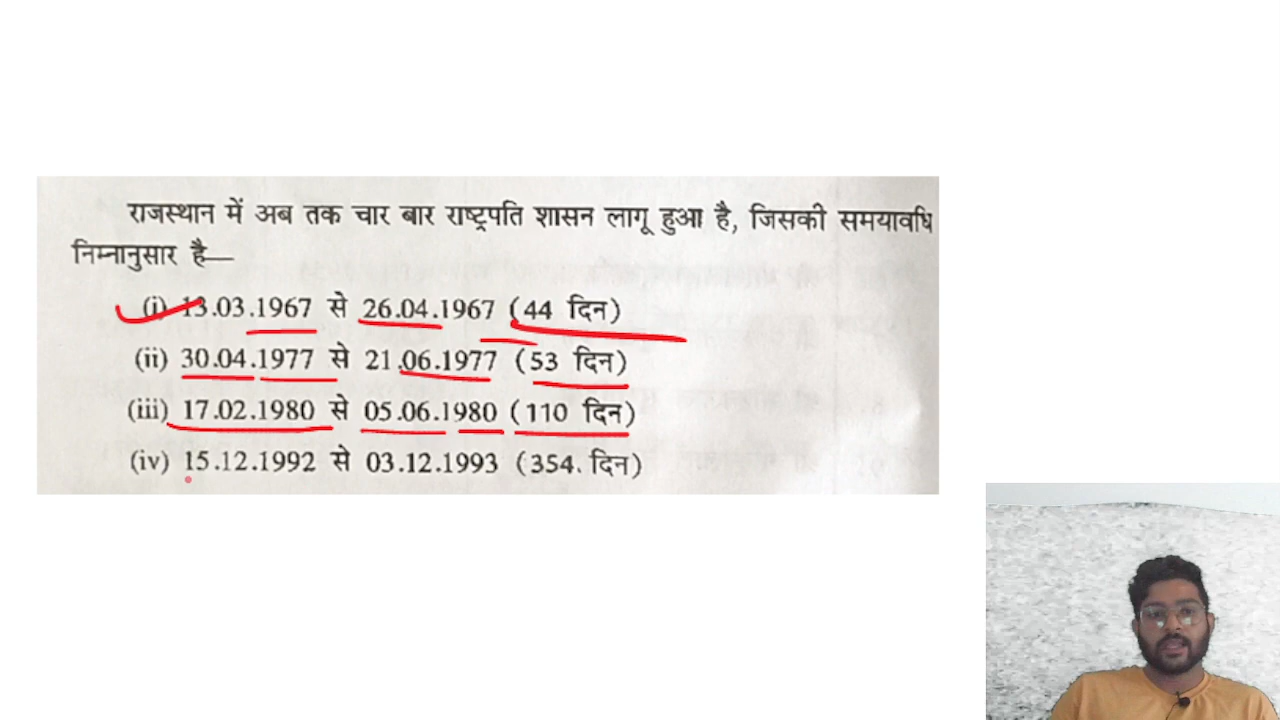 राजस्थान में अब तक चार बार राष्ट्रपति शासन लागू हुआ है, जिसकी समयावधि
निम्नानुसार है—
(i) 13.03.1967 से 26.04.1967 (44 दिन)
(ii) 30.04.1977 से 21.06.1977 (53 दिन)
(iii) 17.02.1980 से 05.06.1980 (110 दिन)
(iv) 15.12.1992 से 03.12.1993 (354. दिन)